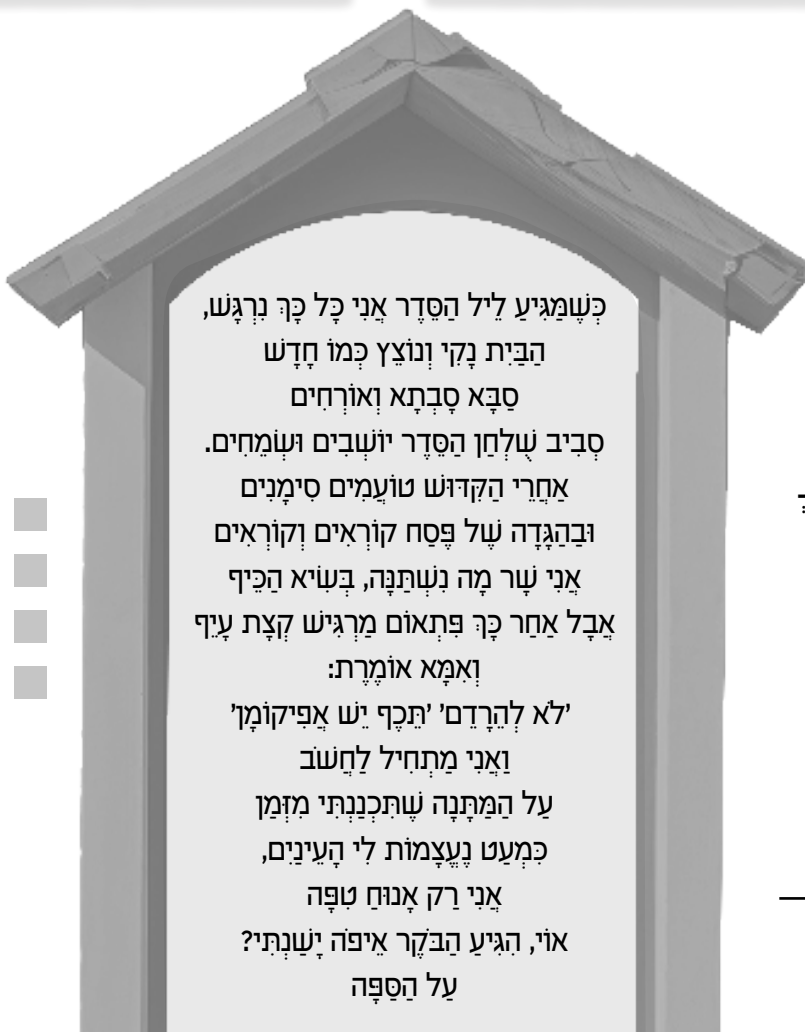 כְּשֶׁמַּגִּיעַ לֵיל הַסֵּדֶר אֲנִי כָּל כָּךְ נִרְגָּשׁ,
הַבַּיִת נָקִי וְנוֹצֵץ כְּמוֹ חָדָשׁ
סַבָּא סָבְתָא וְאוֹרְחִים
סְבִיב שֻׁלְחַן הַסֵּדֶר יוֹשְׁבִים וּשְׂמֵחִים.
אַחֲרֵי הַקִּדּוּשׁ טוֹעֲמִים סִימָנִים
וּבַהַגָּדָה שֶׁל פֶּסַח קוֹרְאִים וְקוֹרְאִים
אֲנִי שָׁר מָה נִשְׁתַּנָּה, בְּשִׂיא הַכֵּיף
אֲבָל אַחַר כָּךְ פִּתְאוֹם מַרְגִּישׁ קְצָת עָיֵף
וְאִמָּא אוֹמֶרֶת:
'לֹא לְהֵרָדֵם' 'תֵּכֶף יֵשׁ אֲפִיקוֹמָן'
וַאֲנִי מַתְחִיל לַחֲשֹׁב
עַל הַמַּתָּנָה שֶׁתִּכְנַנְתִּי מִזְּמַן
כִּמְעַט נֶעֱצָמוֹת לִי הָעֵינַיִם,
אֲנִי רַק אָנוּחַ טִפָּה
אוֹי, הִגִּיעַ הַבֹּקֶר אֵיפֹה יָשַׁנְתִּי?
עַל הַסַּפָּה